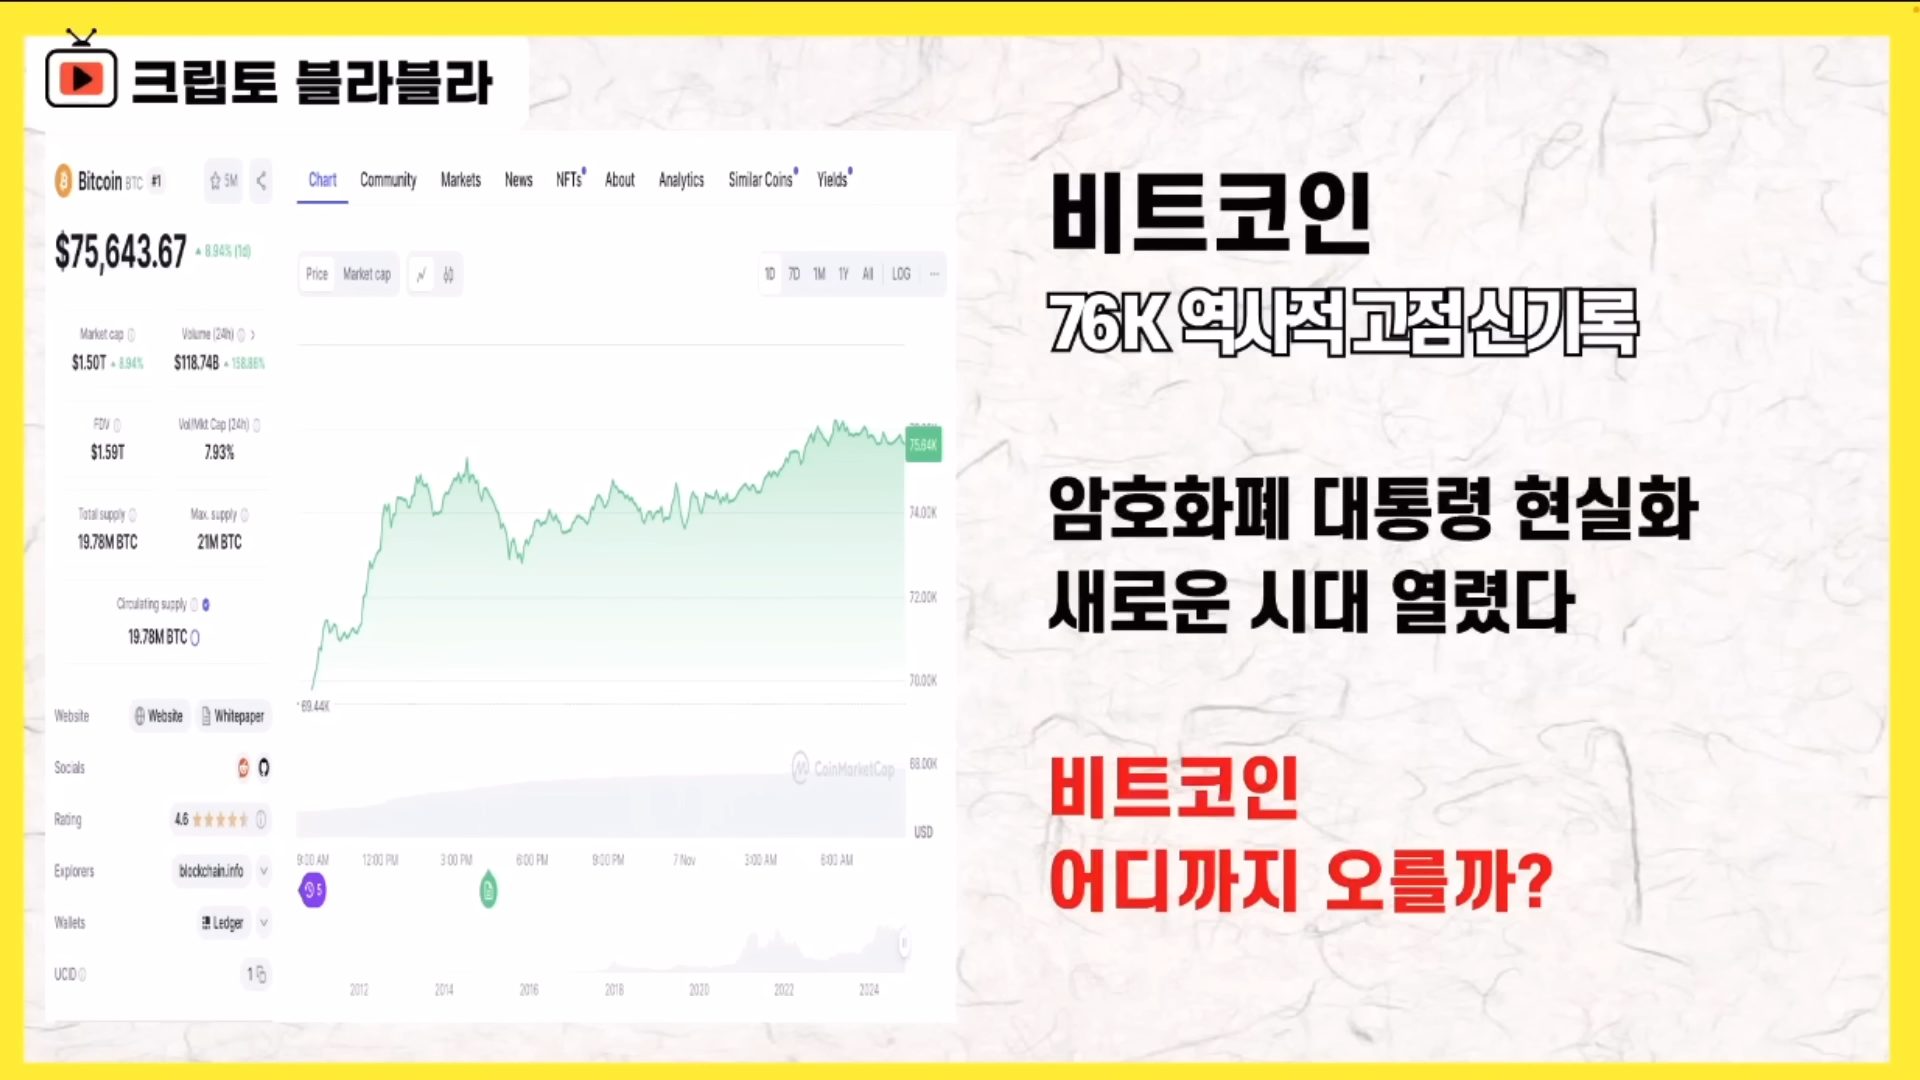 크립토 블라블라
Bitcoin BTC #1
5M
$75,643.67 8.94% (1d)
Market cap
$1.50T 8.94%
Volume (24h)
$118.74B 158.86%
FDV
$1.59T
Vol/Mkt Cap (24h)
7.93%
Total supply
19.78M BTC
Max. supply
21M BTC
Circulating supply
19.78M BTC
Website Website Whitepaper
Socials
Rating 4.6
Explorers blockchain.info
Wallets Ledger
UCID 1
Chart Community Markets News NFTs About Analytics Similar Coins Yields
Price Market cap
1D 7D 1M 1Y All LOG
75.64K
74.00K
72.00K
70.00K
69.44K
68.00K
CoinMarketCap
USD
9:00 AM 12:00 PM 3:00 PM 6:00 PM 9:00 PM 7 Nov 3:00 AM 6:00 AM
5
2012 2014 2016 2018 2020 2022 2024
비트코인
76K 역사적 고점 신기록
암호화폐 대통령 현실화
새로운 시대 열렸다
비트코인
어디까지 오를까?